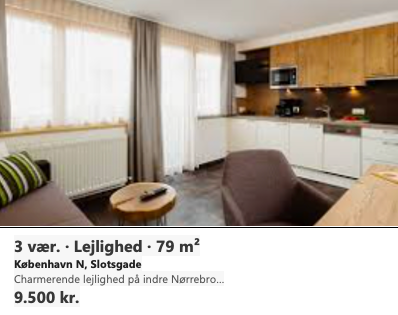 3 vær. · Lejlighed · 79 m²
København N, Slotsgade
Charmerende lejlighed på indre Nørrebro...
9.500 kr.